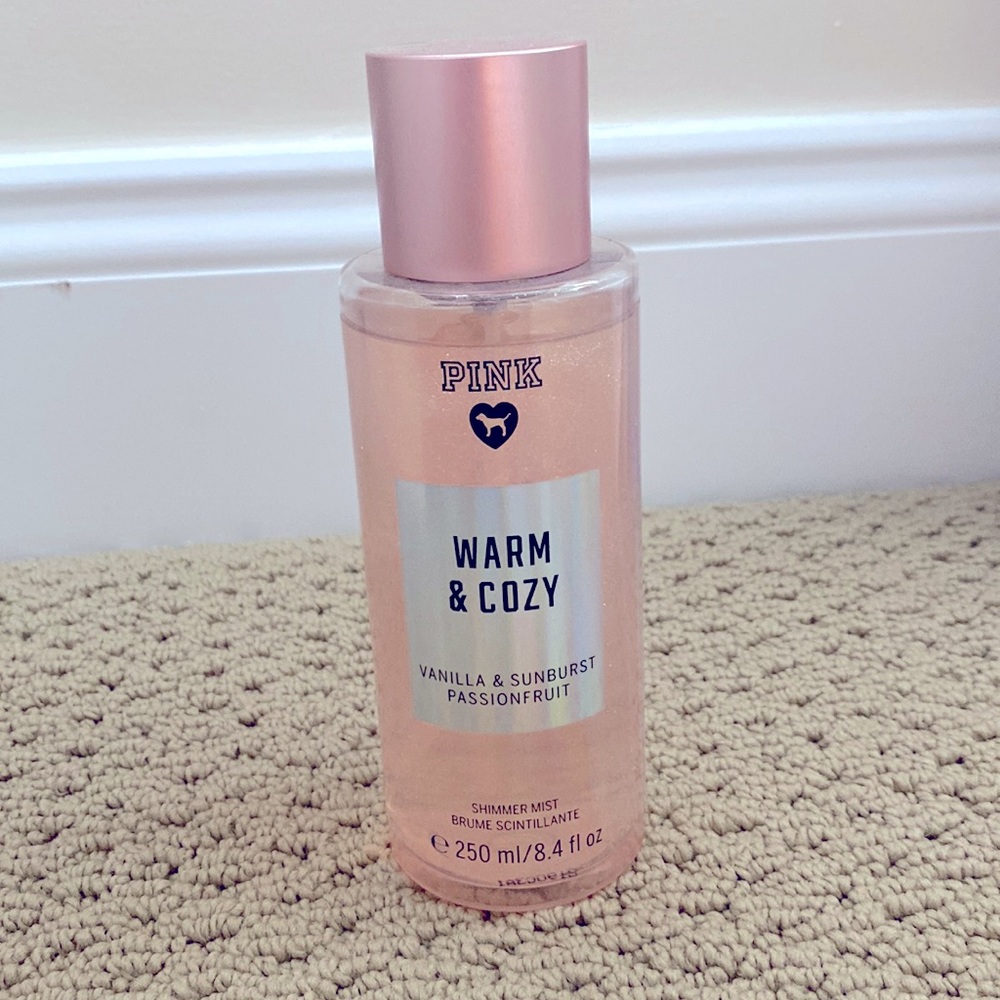 PINK
WARM
& COZY
VANILLA & SUNBURST
PASSIONFRUIT
SHIMMER MIST
BRUME SCINTILLANTE
℮ 250 ml/8.4 fl oz